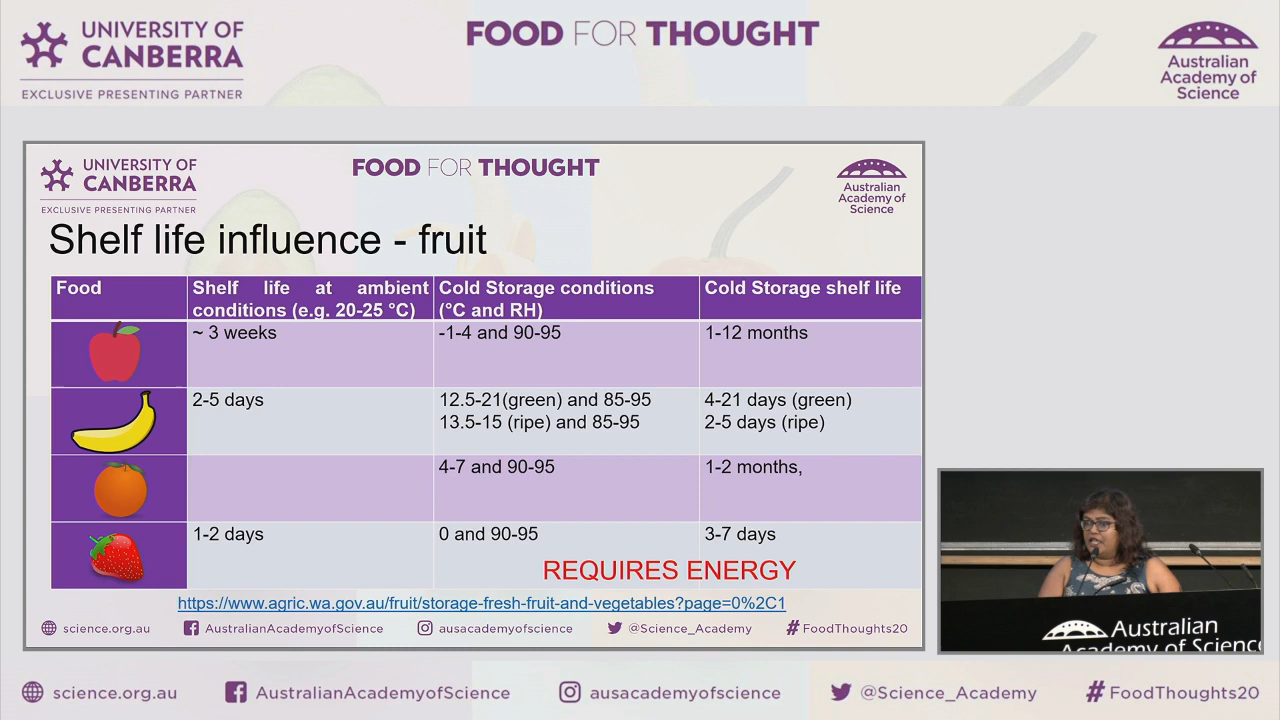 UNIVERSITY OF
CANBERRA
EXCLUSIVE PRESENTING PARTNER
FOOD FOR THOUGHT
Australian
Academy of
Science
UNIVERSITY OF
CANBERRA
EXCLUSIVE PRESENTING PARTNER
FOOD FOR THOUGHT
Australian
Academy of
Science
Shelf life influence - fruit
Food
Shelf life at ambient
conditions (e.g. 20-25 °C)
Cold Storage conditions
(°C and RH)
Cold Storage shelf life
~ 3 weeks
-1-4 and 90-95
1-12 months
2-5 days
12.5-21(green) and 85-95
13.5-15 (ripe) and 85-95
4-21 days (green)
2-5 days (ripe)
4-7 and 90-95
1-2 months,
1-2 days
0 and 90-95
3-7 days
REQUIRES ENERGY
https://www.agric.wa.gov.au/fruit/storage-fresh-fruit-and-vegetables?page=0%2C1
science.org.au
AustralianAcademyofScience
ausacademyofscience
@Science_Academy
#FoodThoughts20
Australian
Academy of Science
science.org.au
AustralianAcademyofScience
ausacademyofscience
@Science_Academy
#FoodThoughts20